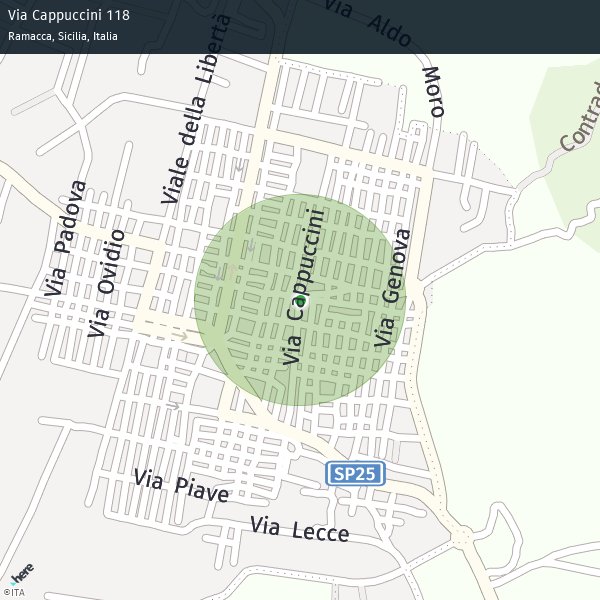 Via Cappuccini 118
Ramacca, Sicilia, Italia
Via Aldo Moro
Viale della Libertà
Contrad
Via Padova
Via Ovidio
Via Cappuccini
Via Genova
SP25
Via Piave
Via Lecce
here
©ITA